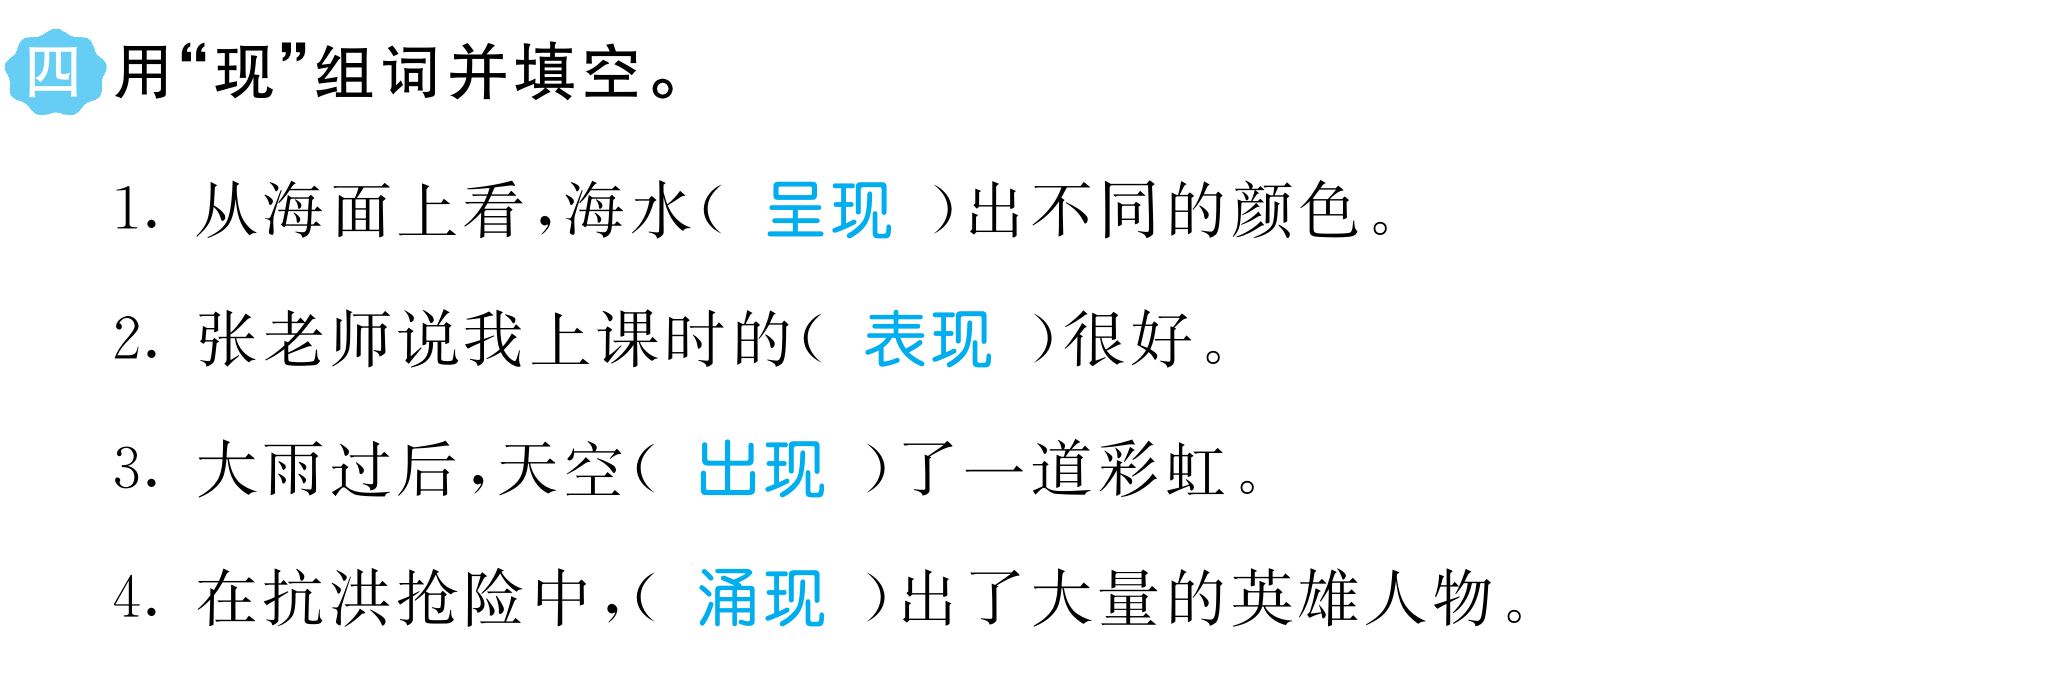 四 用“现”组词并填空。
1. 从海面上看,海水( 呈现 )出不同的颜色。
2. 张老师说我上课时的( 表现 )很好。
3. 大雨过后,天空( 出现 )了一道彩虹。
4. 在抗洪抢险中,( 涌现 )出了大量的英雄人物。